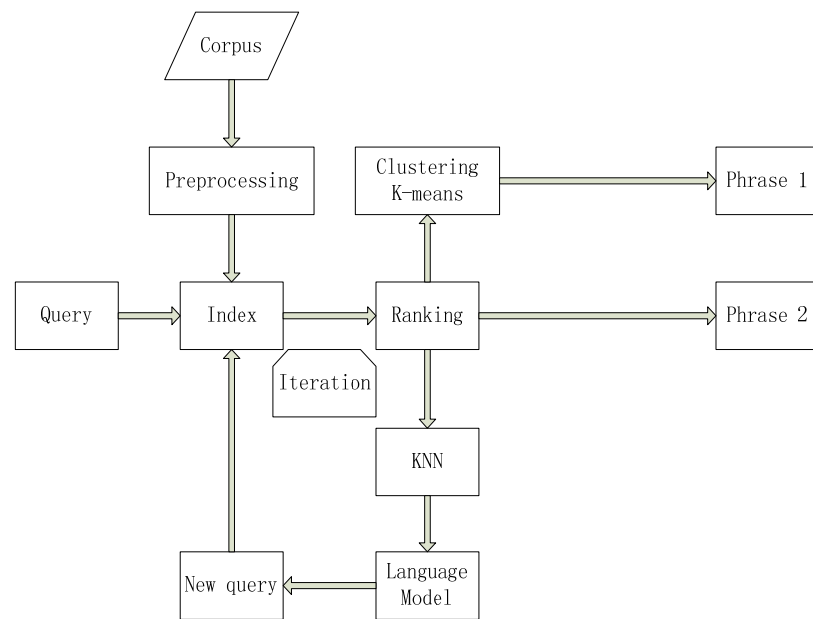 Corpus
Preprocessing
Clustering
K-means
Phrase 1
Query
Index
Ranking
Phrase 2
Iteration
KNN
New query
Language
Model